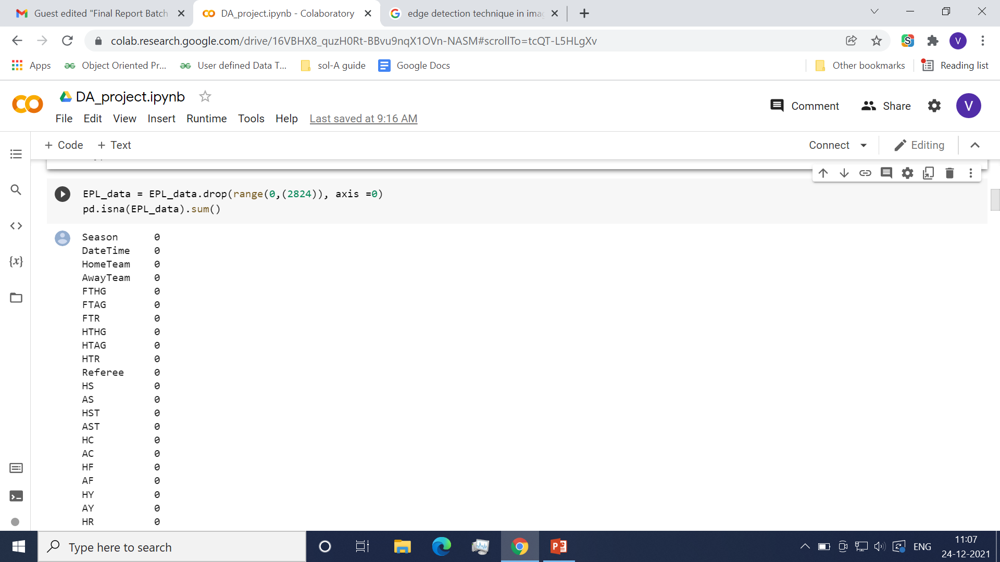 Guest edited "Final Report Batch
DA_project.ipynb - Colaboratory
edge detection technique in imag
colab.research.google.com/drive/16VBHX8_quzH0Rt-BBvu9nqX1OVn-NASM#scrollTo=tcQT-L5HLgXv
S
V
Apps
Object Oriented Pr...
User defined Data T...
sol-A guide
Google Docs
Other bookmarks
Reading list
DA_project.ipynb
Comment
Share
V
File Edit View Insert Runtime Tools Help Last saved at 9:16 AM
+ Code + Text
Connect
Editing
EPL_data = EPL_data.drop(range(0,(2824)), axis =0)
pd.isna(EPL_data).sum()
{x}
Season 0
DateTime 0
HomeTeam 0
AwayTeam 0
FTHG 0
FTAG 0
FTR 0
HTHG 0
HTAG 0
HTR 0
Referee 0
HS 0
AS 0
HST 0
AST 0
HC 0
AC 0
HF 0
AF 0
HY 0
AY 0
HR 0
Type here to search
ENG
11:07
24-12-2021